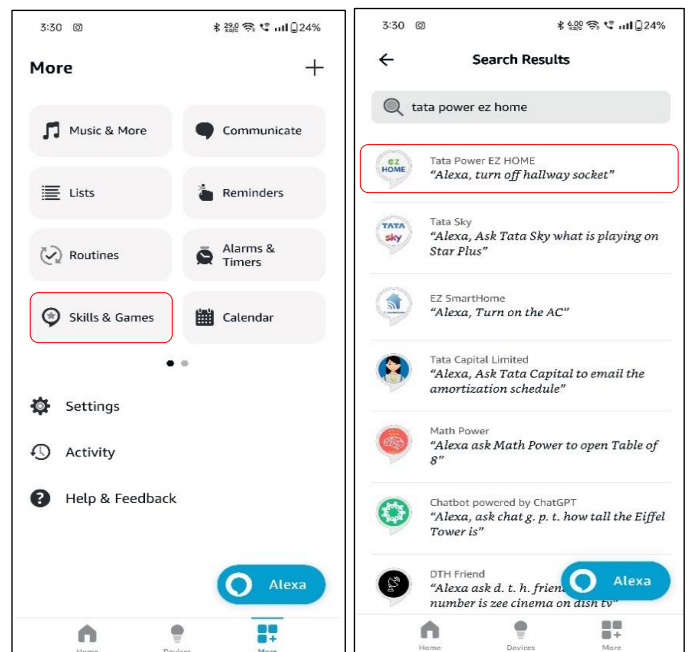 3:30
24%
More
Music & More
Communicate
Lists
Reminders
Routines
Alarms &
Timers
Skills & Games
Calendar
Settings
Activity
Help & Feedback
Alexa
Home
Devices
More
3:30
24%
Search Results
tata power ez home
EZ
HOME
Tata Power EZ HOME
“Alexa, turn off hallway socket”
TATA
sky
Tata Sky
“Alexa, Ask Tata Sky what is playing on
Star Plus”
EZ SmartHome
“Alexa, Turn on the AC”
Tata Capital Limited
“Alexa, Ask Tata Capital to email the
amortization schedule”
Math Power
“Alexa ask Math Power to open Table of
8”
Chatbot powered by ChatGPT
“Alexa, ask chat g. p. t. how tall the Eiffel
Tower is”
DTH Friend
“Alexa ask d. t. h. frien
number is zee cinema on dish tv”
Alexa
Home
Devices
More